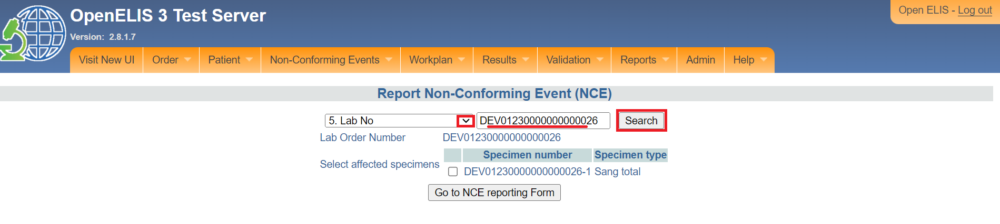 OpenELIS 3 Test Server
Open ELIS - Log out
Version: 2.8.1.7
Visit New UI Order Patient Non-Conforming Events Workplan Results Validation Reports Admin Help
Report Non-Conforming Event (NCE)
5. Lab No DEV01230000000000026 Search
Lab Order Number DEV01230000000000026
Specimen number Specimen type
Select affected specimens
DEV01230000000000026-1 Sang total
Go to NCE reporting Form